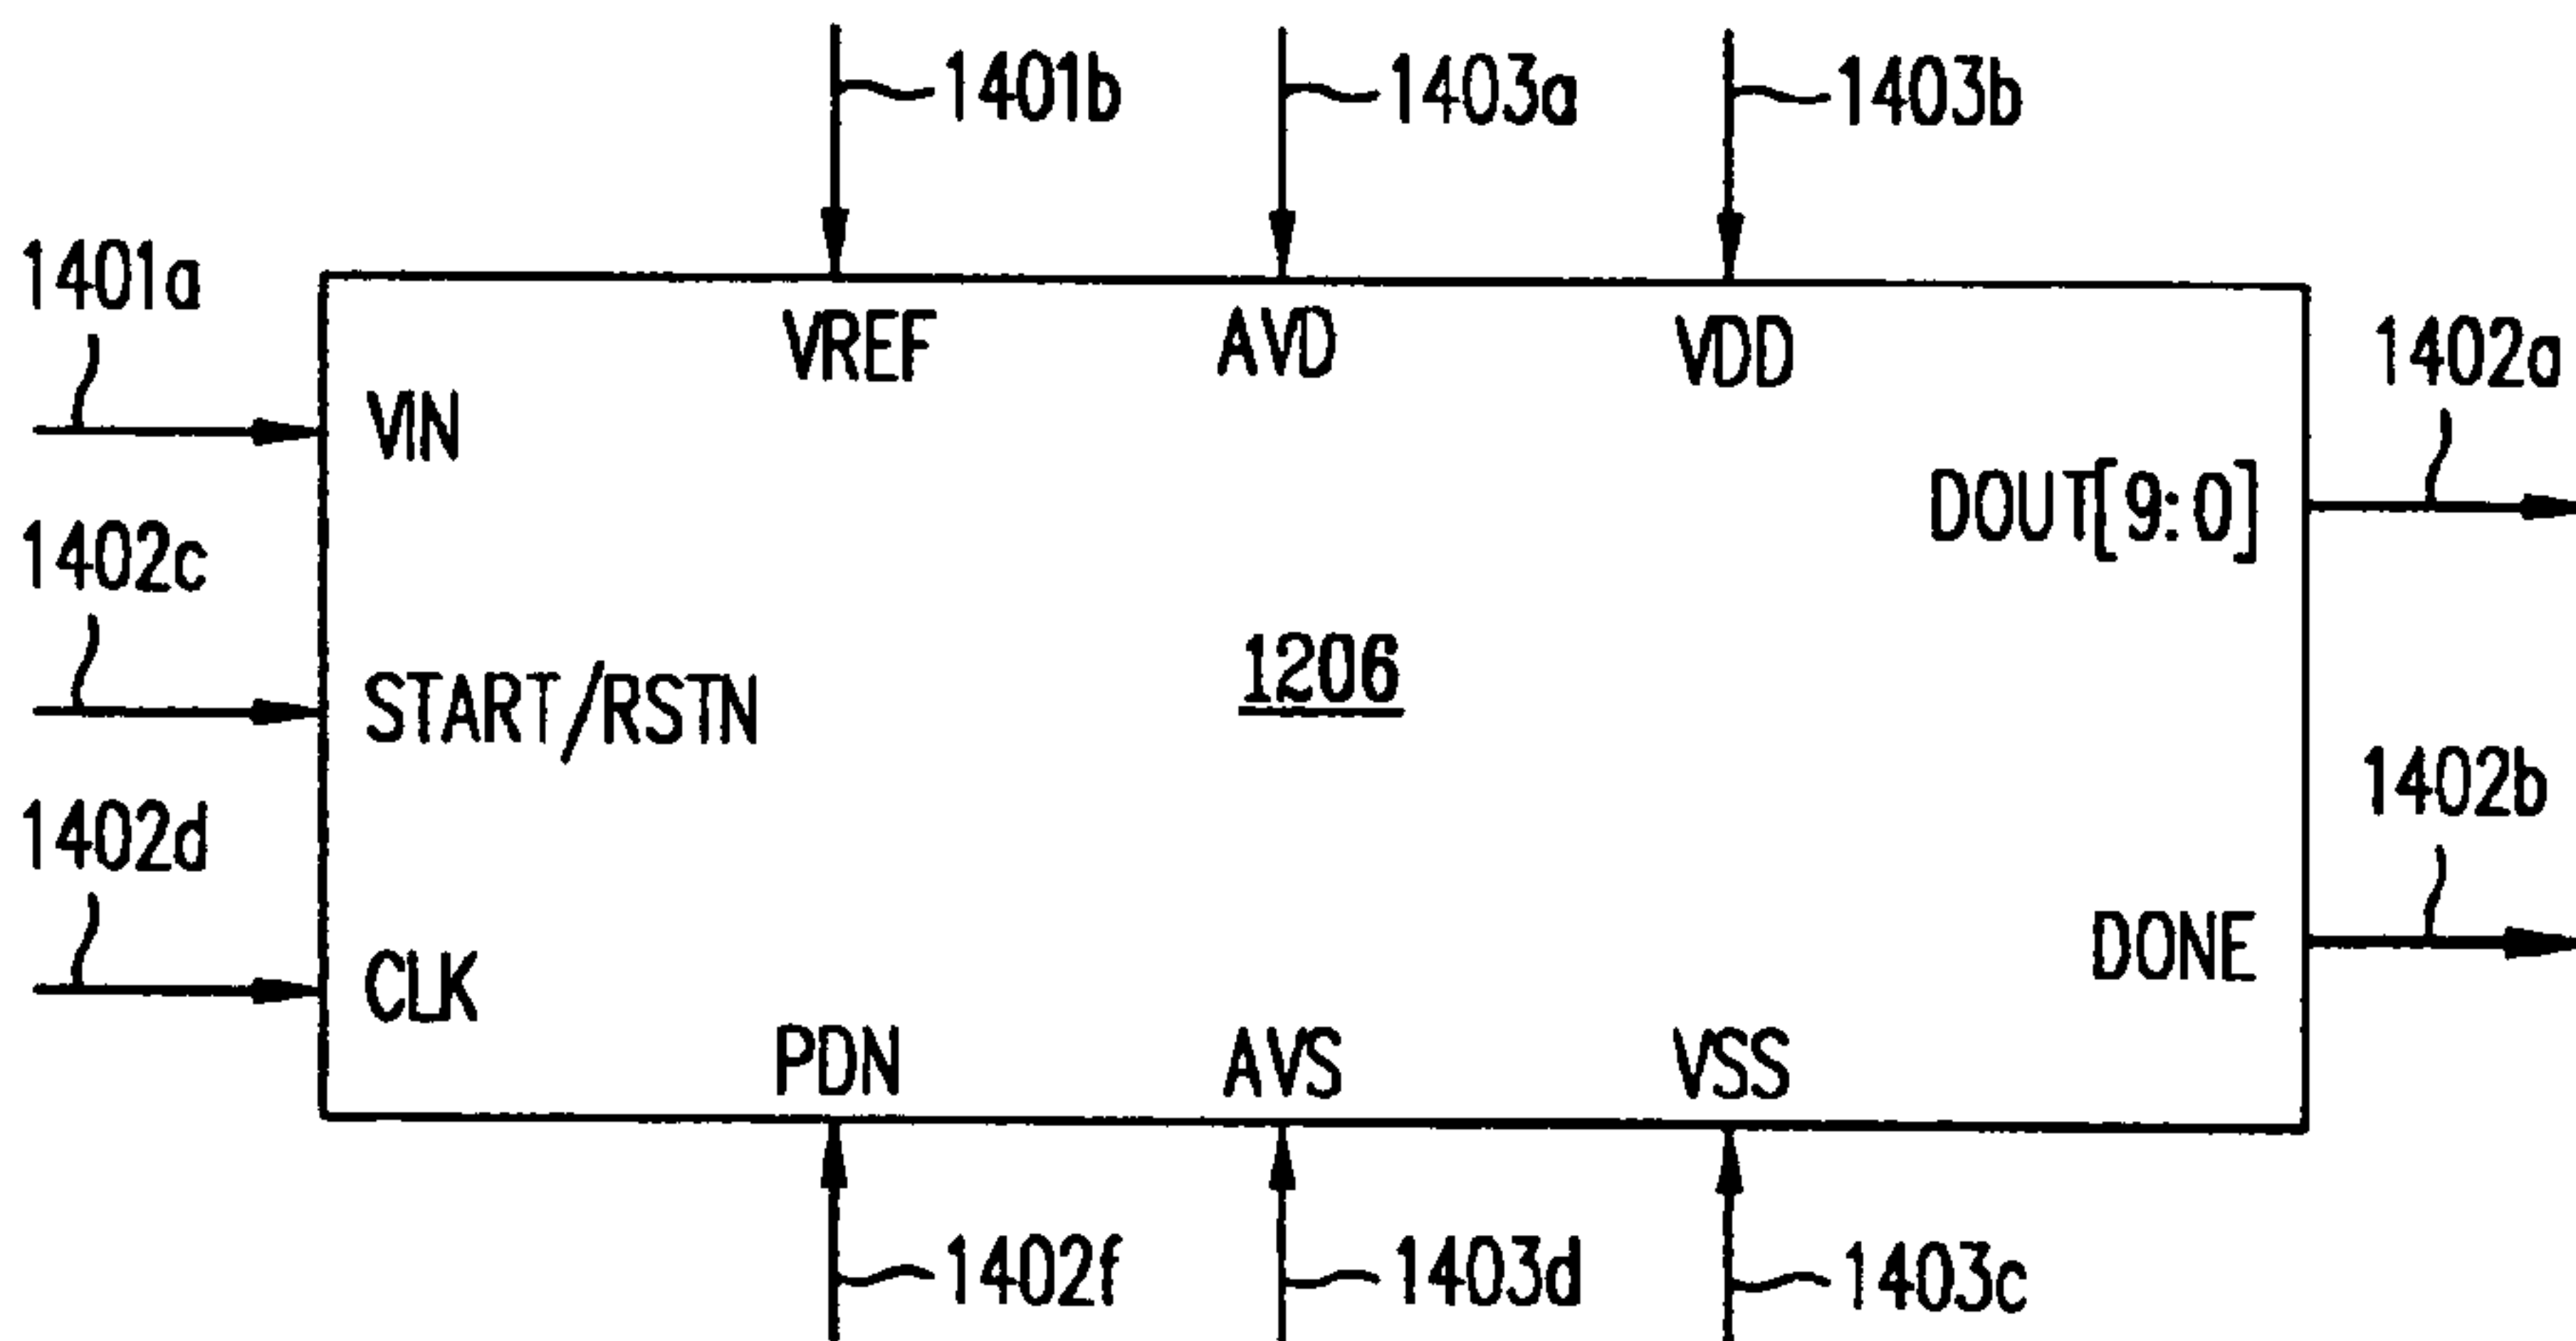 1401b
1403a
1403b
1401a
VREF
AVD
VDD
1402a
VIN
DOUT[9:0]
1402c
1206
START/RSTN
1402b
1402d
DONE
CLK
PDN
AVS
VSS
1402f
1403d
1403c